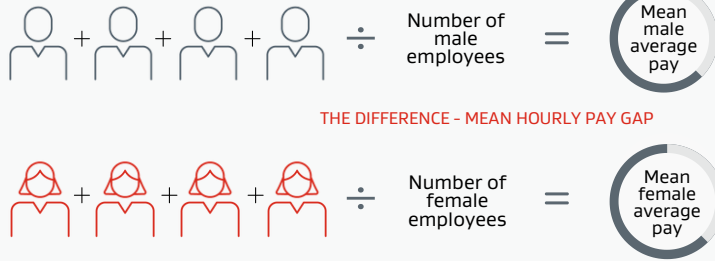 + + + ÷ Number of
male
employees = Mean
male
average
pay
THE DIFFERENCE - MEAN HOURLY PAY GAP
+ + + ÷ Number of
female
employees = Mean
female
average
pay